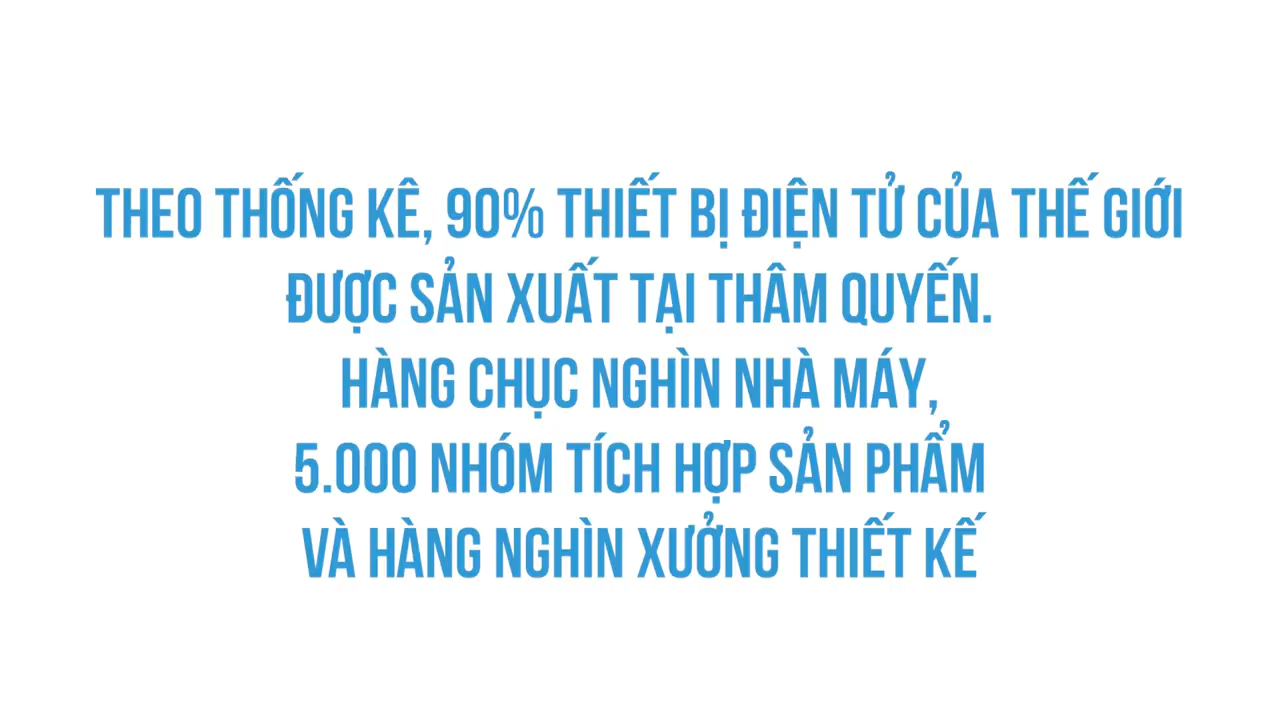 THEO THỐNG KÊ, 90% THIẾT BỊ ĐIỆN TỬ CỦA THẾ GIỚI
ĐƯỢC SẢN XUẤT TẠI THÂM QUYẾN.
HÀNG CHỤC NGHÌN NHÀ MÁY,
5.000 NHÓM TÍCH HỢP SẢN PHẨM
VÀ HÀNG NGHÌN XƯỞNG THIẾT KẾ